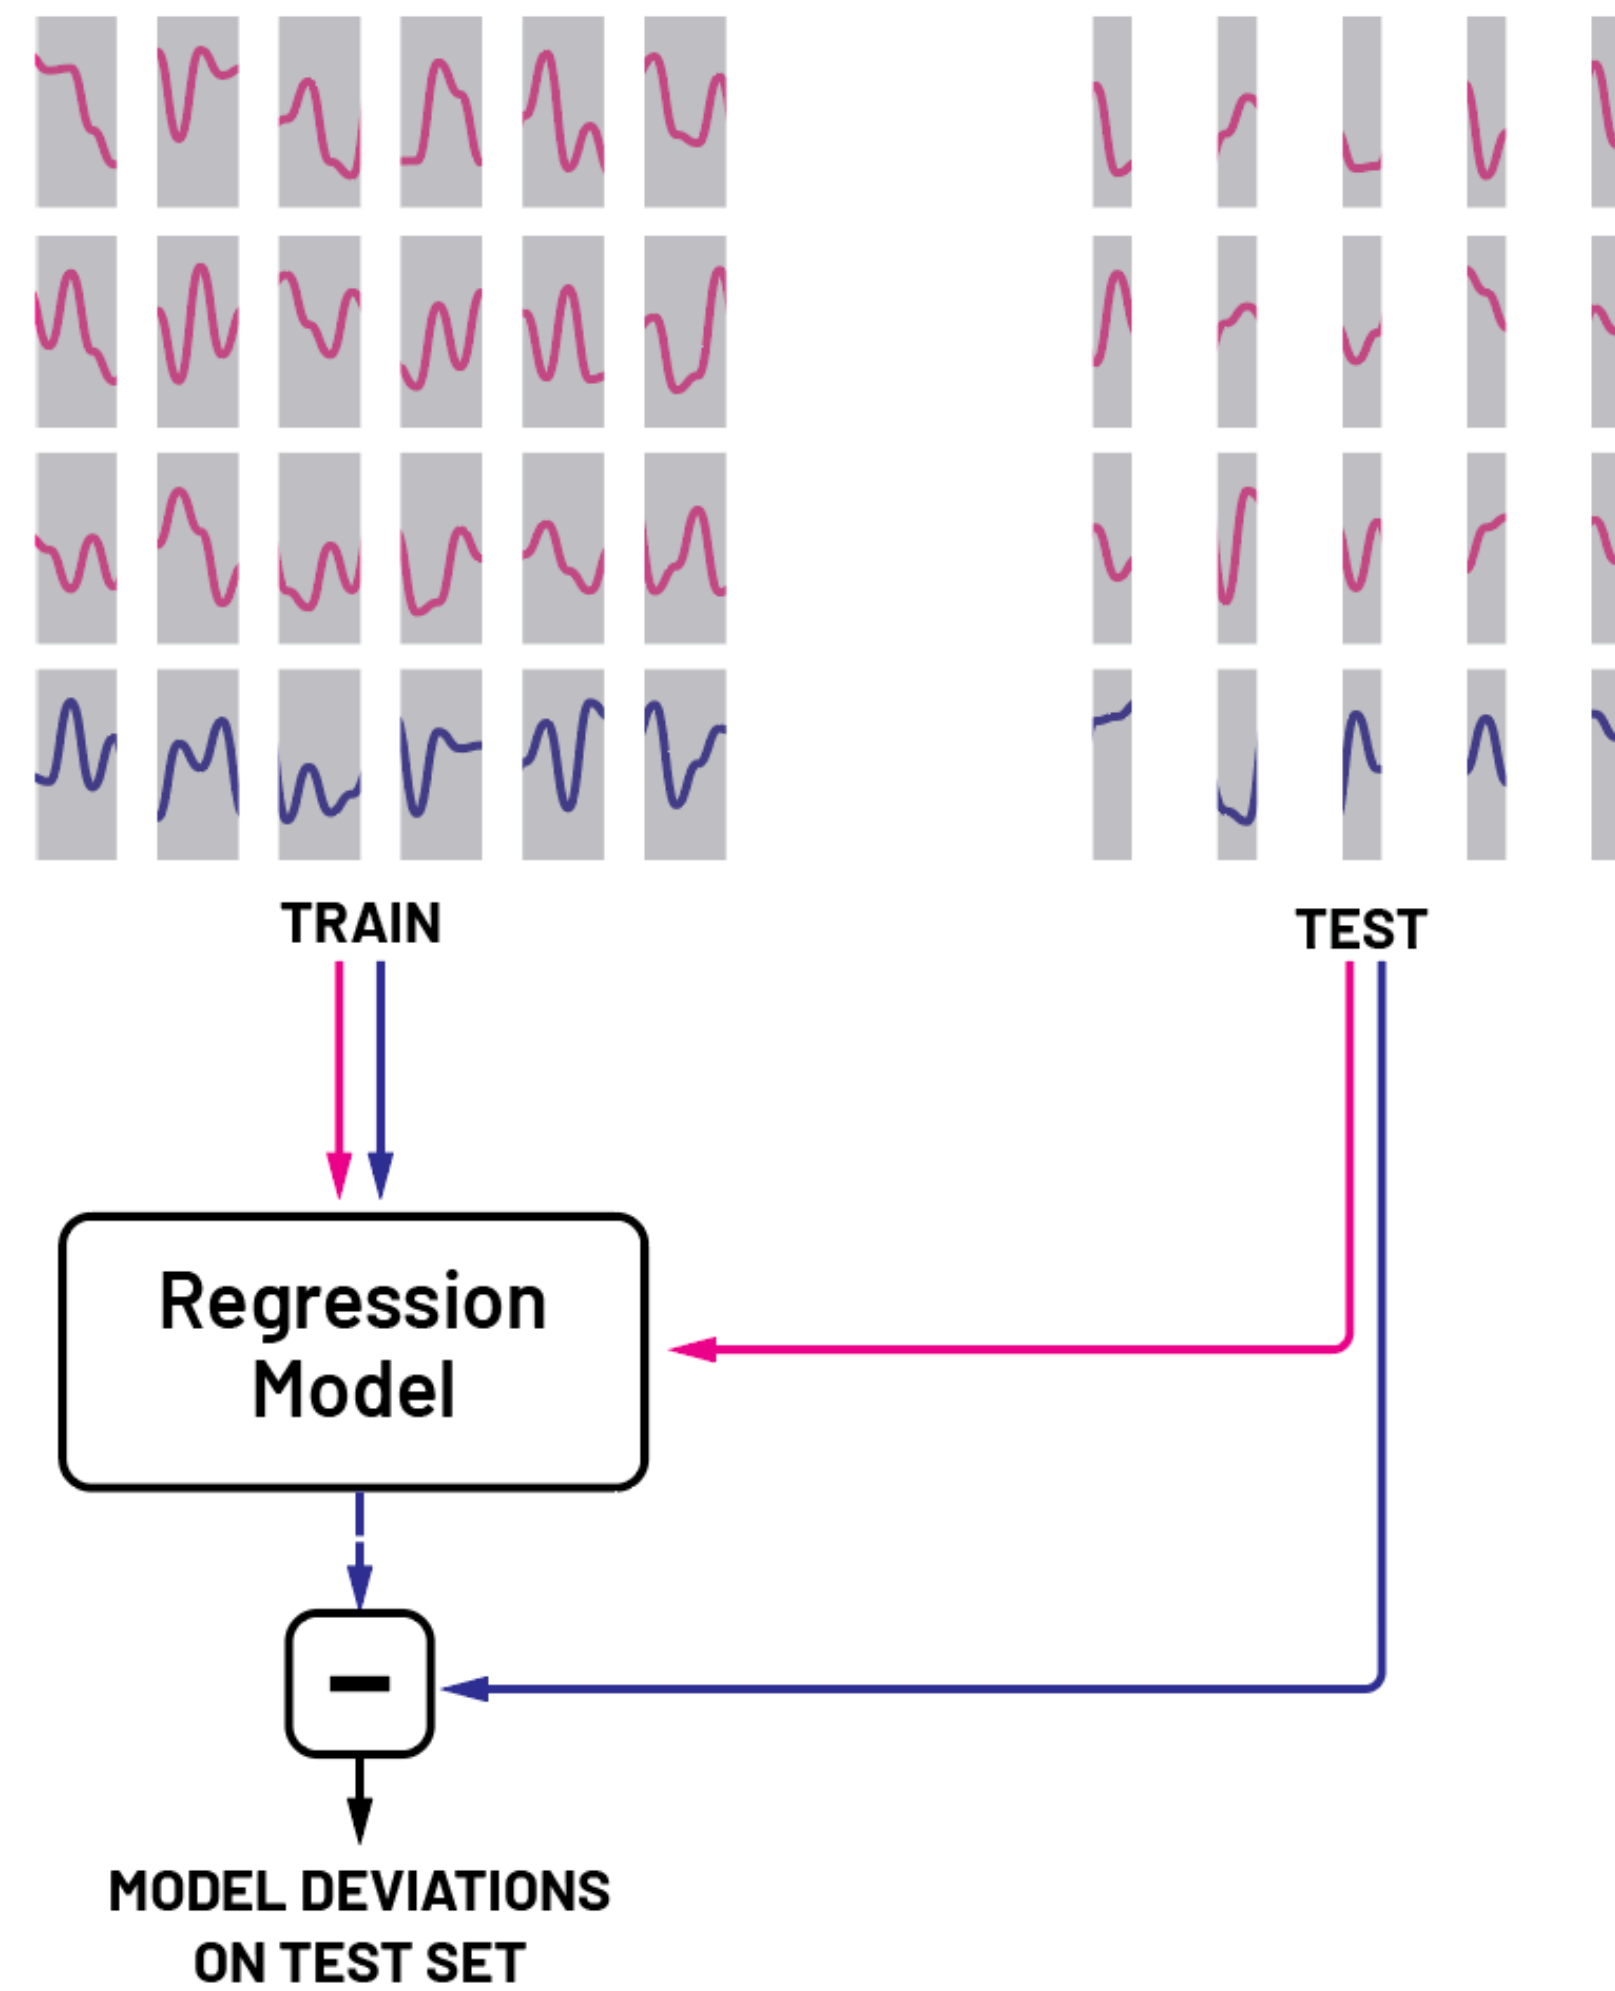 TRAIN
TEST
Regression
Model
MODEL DEVIATIONS
ON TEST SET